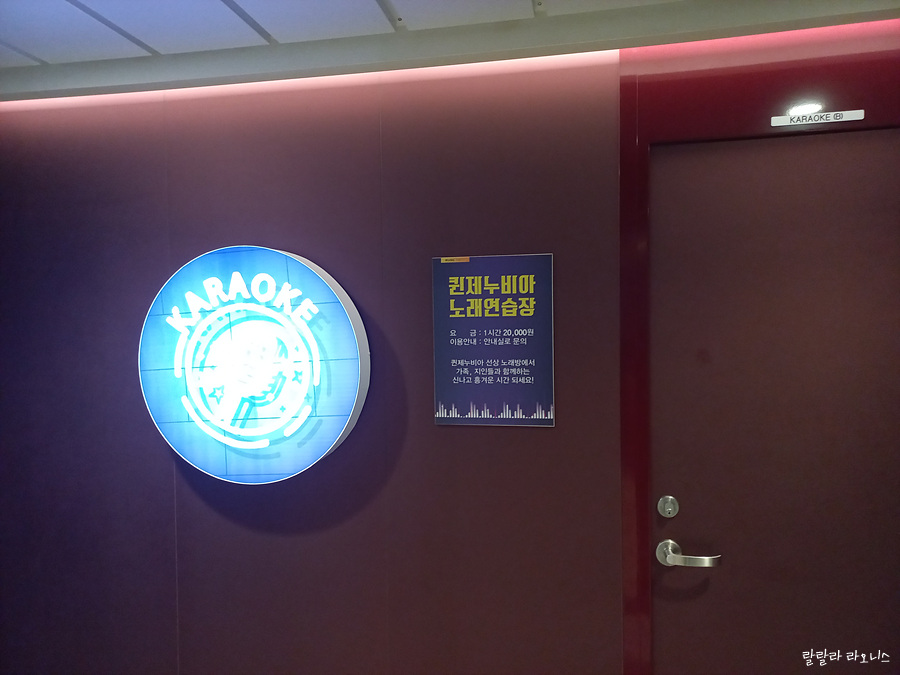 KARAOKE (B)
KARAOKE
퀸제누비아
노래연습장
요 금 : 1시간 20,000원
이용안내 : 안내실로 문의
퀸제누비아 선상 노래방에서
가족, 지인들과 함께하는
신나고 흥겨운 시간 되세요!
랄랄라 라오니스